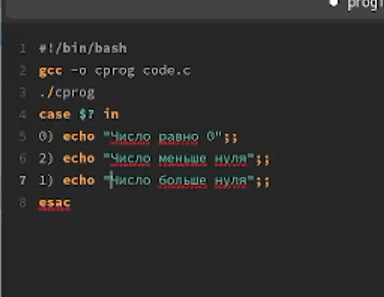 prog1
1 #!/bin/bash
2 gcc -o cprog code.c
3 ./cprog
4 case $? in
5 0) echo "Число равно 0";;
6 2) echo "Число меньше нуля";;
7 1) echo "Число больше нуля";;
8 esac